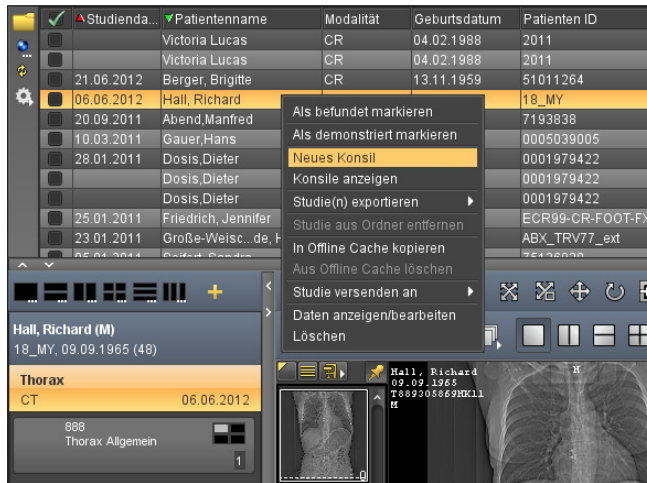 Studienda... Patientenname Modalität Geburtsdatum Patienten ID
Victoria Lucas CR 04.02.1988 2011
Victoria Lucas CR 04.02.1988 2011
21.06.2012 Berger, Brigitte CR 13.11.1959 51011264
06.06.2012 Hall, Richard 18_MY
20.09.2011 Abend,Manfred 7193838
10.03.2011 Gauer,Hans 0005039005
28.01.2011 Dosis,Dieter 0001979422
Dosis,Dieter 0001979422
Dosis,Dieter 0001979422
25.01.2011 Friedrich, Jennifer ECR99-CR-FOOT-FX
23.01.2011 Große-Weisc...de, H ABX_TRV77_ext
Als befundet markieren
Als demonstriert markieren
Neues Konsil
Konsile anzeigen
Studie(n) exportieren
Studie aus Ordner entfernen
In Offline Cache kopieren
Aus Offline Cache löschen
Studie versenden an
Daten anzeigen/bearbeiten
Löschen
Hall, Richard (M)
18_MY, 09.09.1965 (48)
Thorax
CT 06.06.2012
888
Thorax Allgemein
1
Hall, Richard
09.09.1965
T889305869HK11
M
H